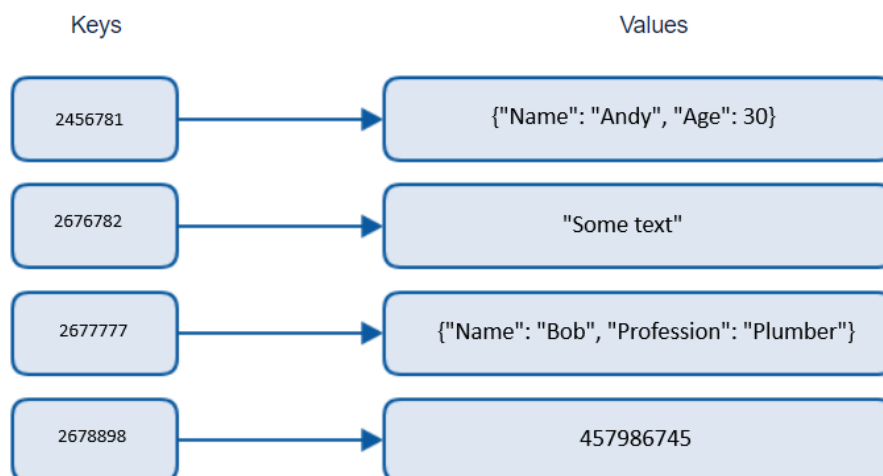 Keys Values
2456781 {"Name": "Andy", "Age": 30}
2676782 "Some text"
2677777 {"Name": "Bob", "Profession": "Plumber"}
2678898 457986745